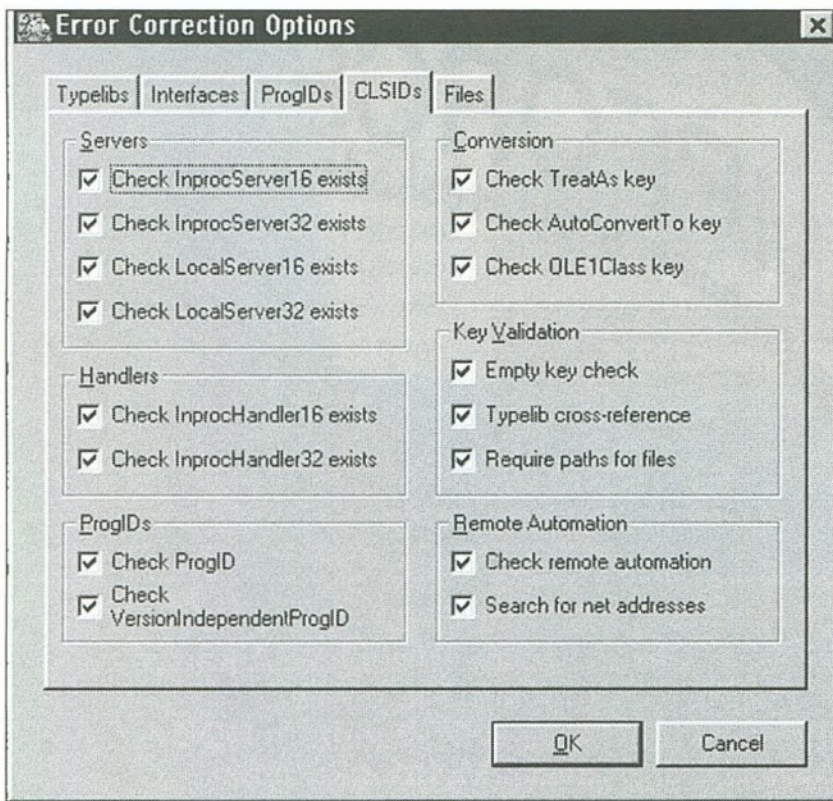 Error Correction Options
Typelibs Interfaces ProgIDs CLSIDs Files
Servers
Check InprocServer16 exists
Check InprocServer32 exists
Check LocalServer16 exists
Check LocalServer32 exists
Handlers
Check InprocHandler16 exists
Check InprocHandler32 exists
ProgIDs
Check ProgID
Check
VersionIndependentProgID
Conversion
Check TreatAs key
Check AutoConvertTo key
Check OLE1Class key
Key Validation
Empty key check
Typelib cross-reference
Require paths for files
Remote Automation
Check remote automation
Search for net addresses
OK Cancel